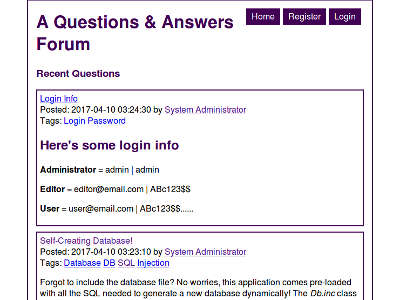 A Questions & Answers
Forum
Home Register Login
Recent Questions
Login Info
Posted: 2017-04-10 03:24:30 by System Administrator
Tags: Login Password
Here's some login info
Administrator = admin | admin
Editor = editor@email.com | ABc123$$
User = user@email.com | ABc123$$......
Self-Creating Database!
Posted: 2017-04-10 03:23:10 by System Administrator
Tags: Database DB SQL Injection
Forgot to include the database file? No worries, this application comes pre-loaded
with all the SQL needed to generate a new database dynamically! The Db.inc class